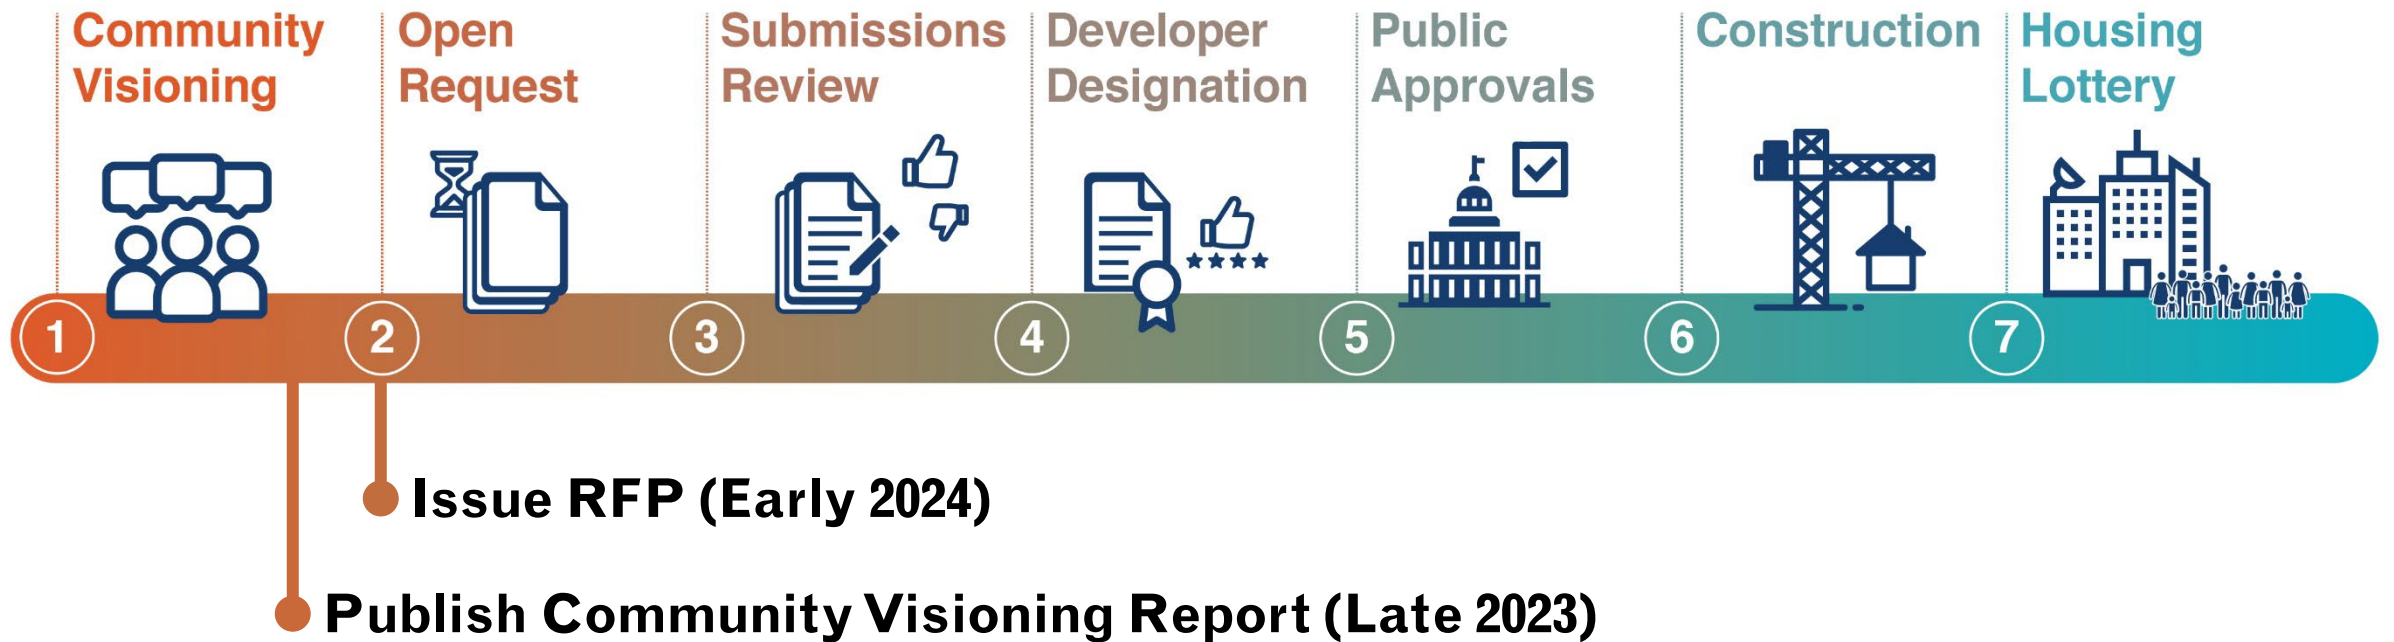 Community
Visioning
Open
Request
Submissions
Review
Developer
Designation
Public
Approvals
Construction
Housing
Lottery
1
2
3
4
5
6
7
Issue RFP (Early 2024)
Publish Community Visioning Report (Late 2023)